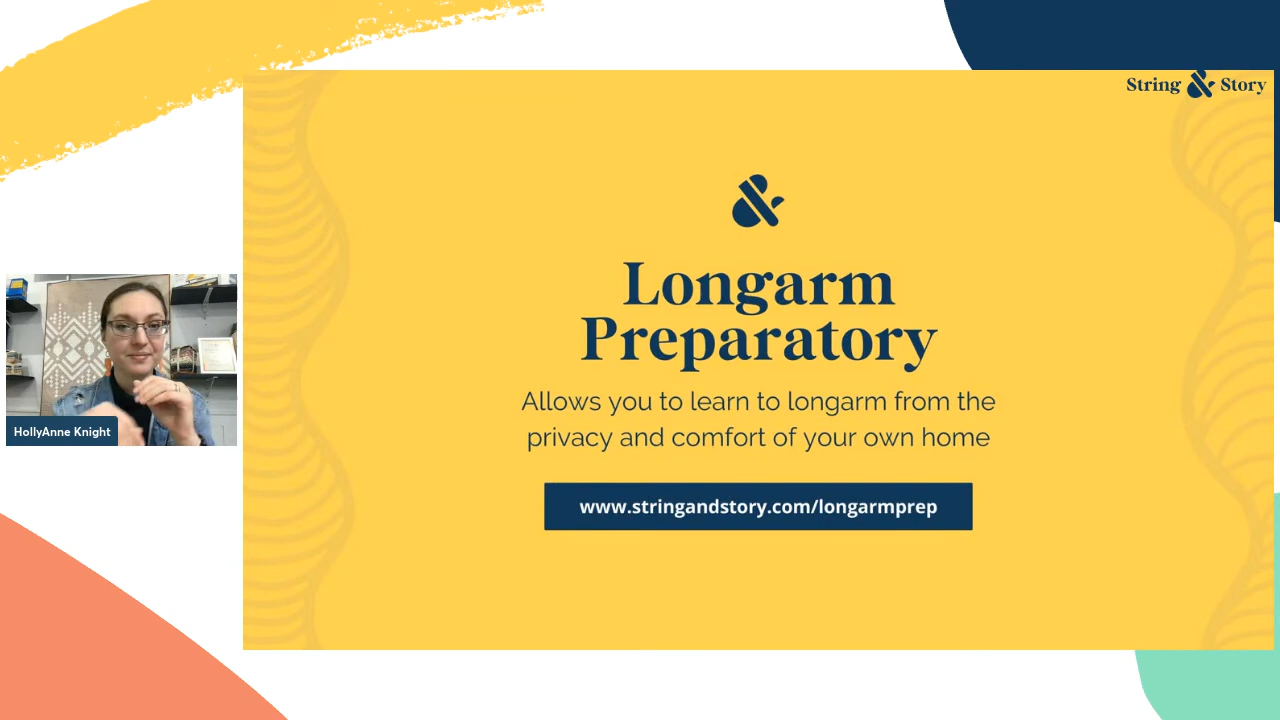 String & Story
&
Longarm
Preparatory
Allows you to learn to longarm from the
privacy and comfort of your own home
www.stringandstory.com/longarmprep
HollyAnne Knight